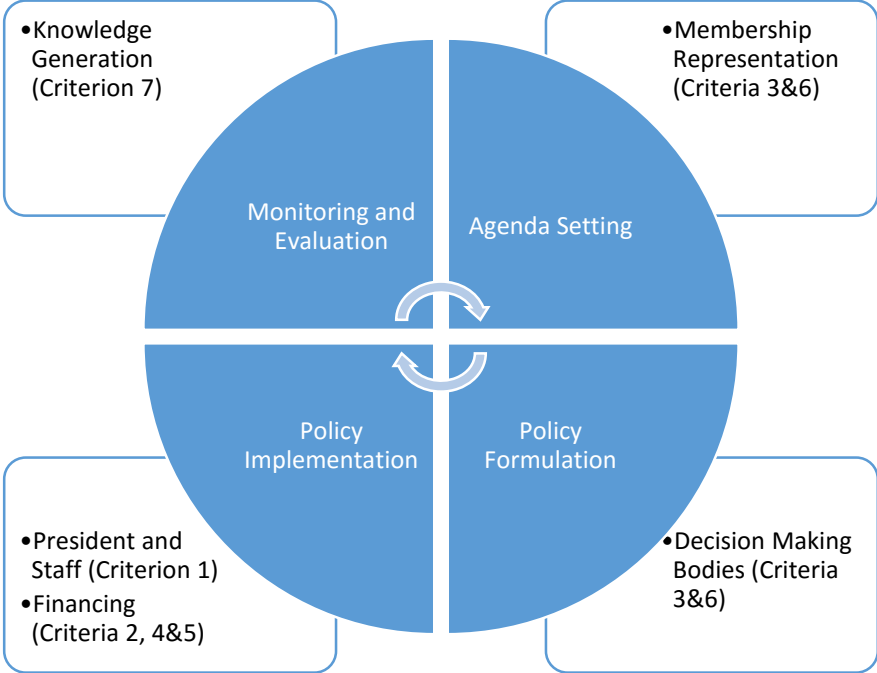 •Knowledge
Generation
(Criterion 7)
•Membership
Representation
(Criteria 3&6)
Monitoring and
Evaluation
Agenda Setting
Policy
Implementation
Policy
Formulation
•President and
Staff (Criterion 1)
•Financing
(Criteria 2, 4&5)
•Decision Making
Bodies (Criteria
3&6)